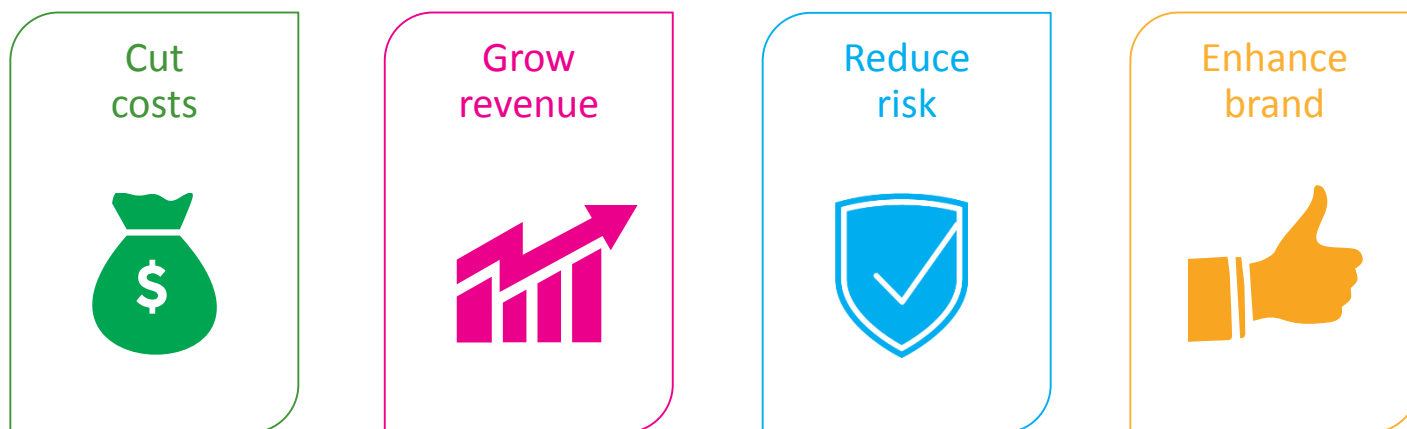 Cut
costs
Grow
revenue
Reduce
risk
Enhance
brand
$